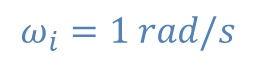 ωᵢ = 1 rad/s